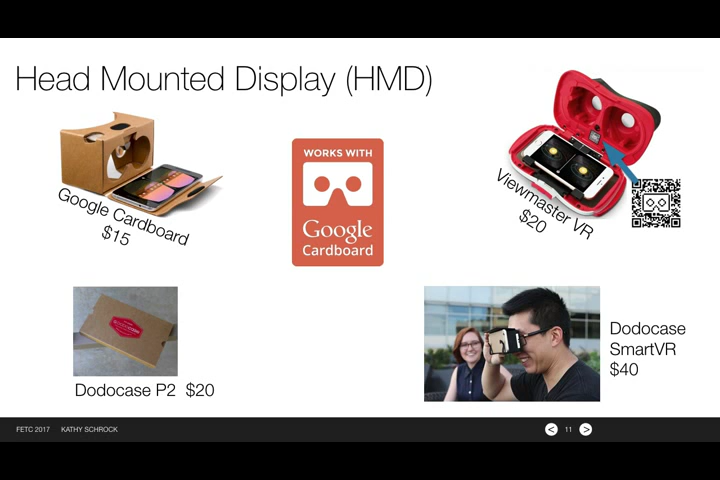 Head Mounted Display (HMD)
Google Cardboard
$15
WORKS WITH
Google
Cardboard
Viewmaster VR
$20
Dodocase P2 $20
Dodocase
SmartVR
$40
FETC 2017 KATHY SCHROCK
< 11 >